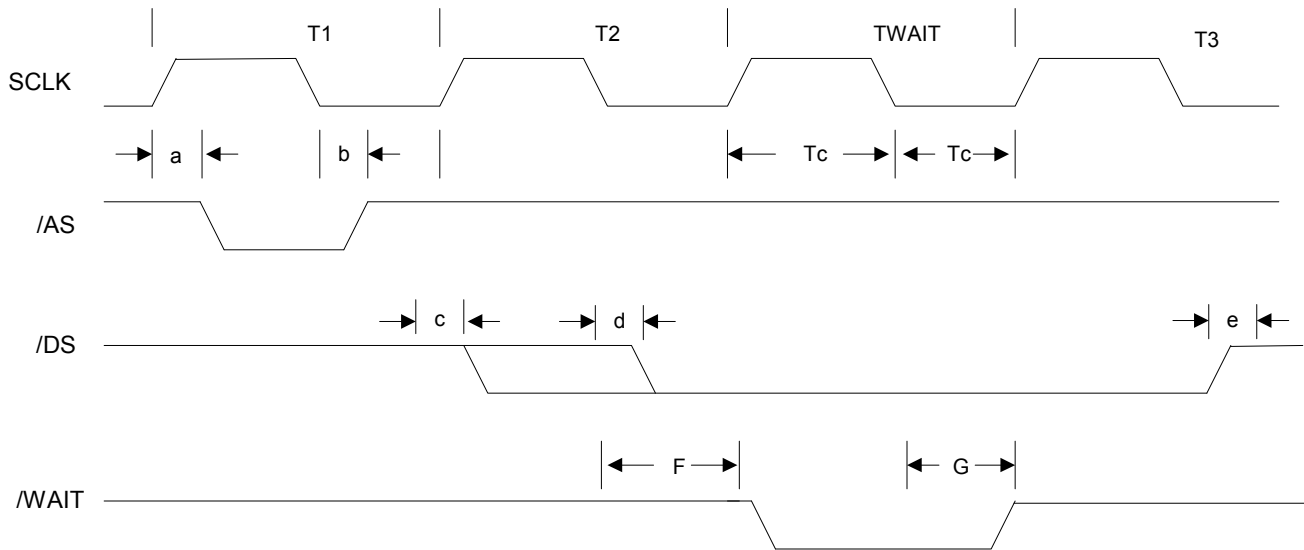 T1 T2 TWAIT T3
SCLK
a b Tc Tc
/AS
c d e
/DS
F G
/WAIT